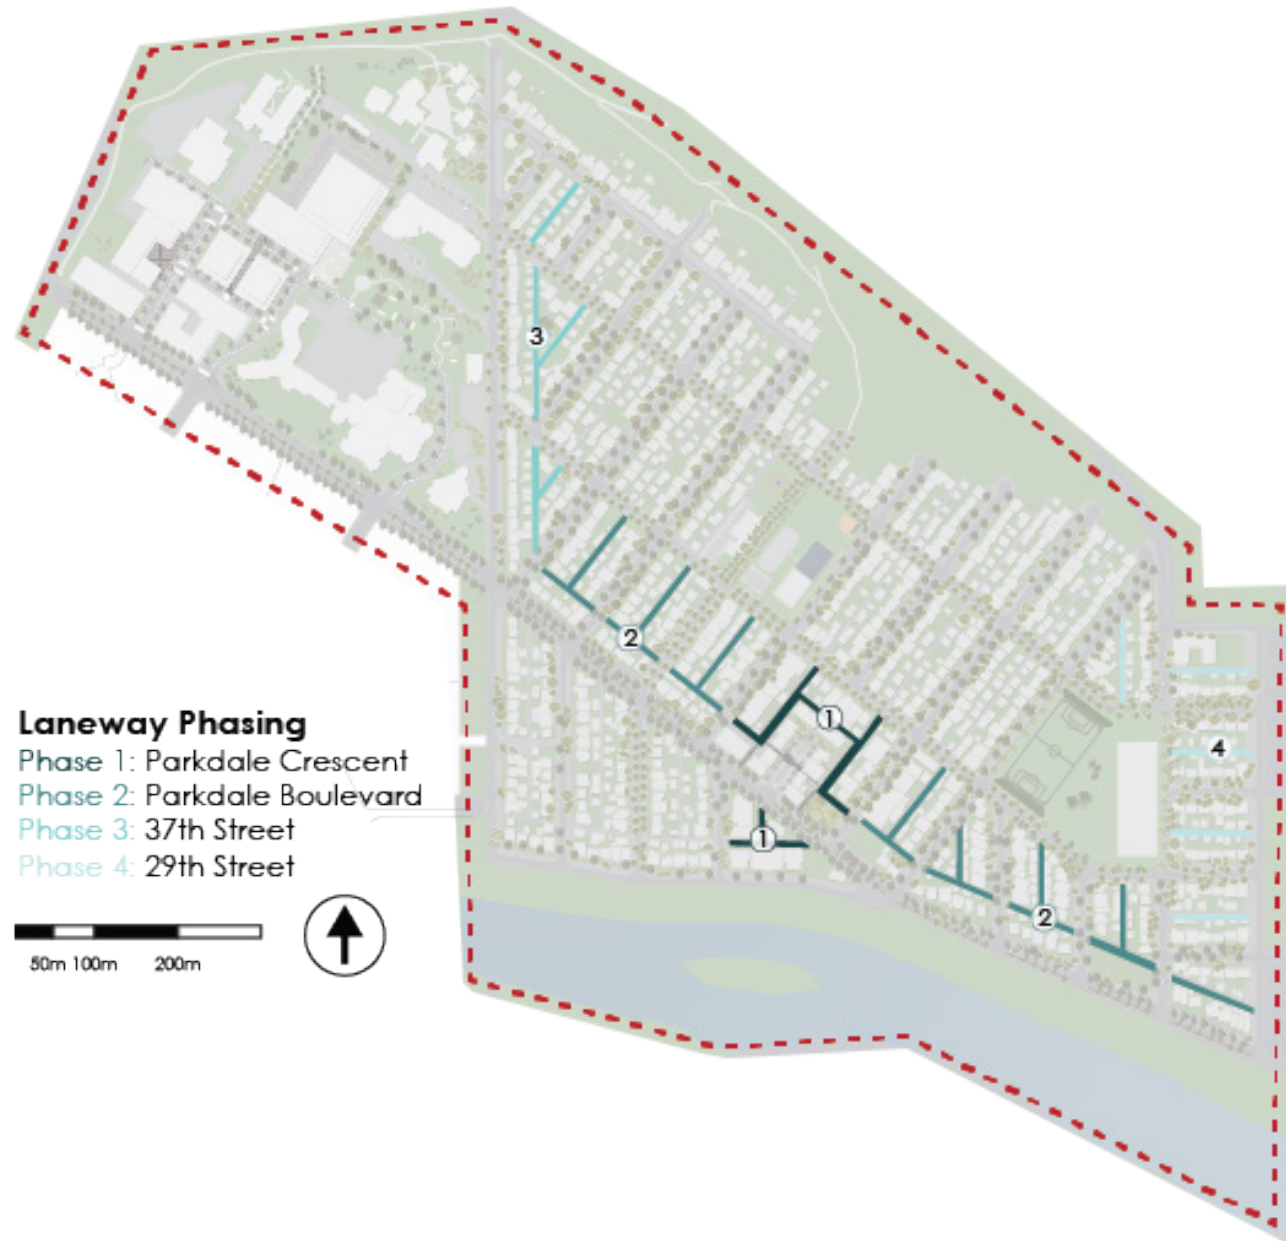 3
2
1
4
1
2
Laneway Phasing
Phase 1: Parkdale Crescent
Phase 2: Parkdale Boulevard
Phase 3: 37th Street
Phase 4: 29th Street
50m 100m 200m